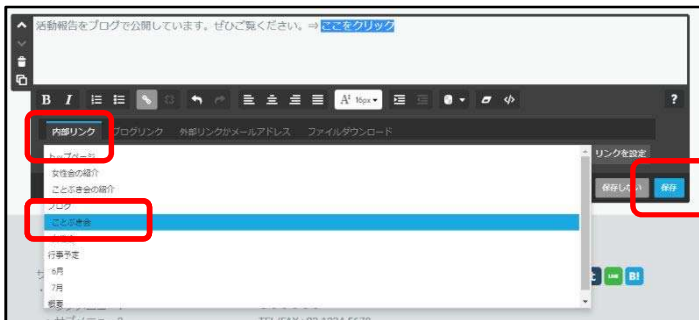 活動報告をブログで公開しています。ぜひご覧ください。⇒ ここをクリック
B I A 16px ?
内部リンク ブログリンク 外部リンクかメールアドレス ファイルダウンロード
トップページ
リンクを設定
女性会の紹介
ことぶき会の紹介
保存しない 保存
ブログ
ことぶき会
行事予定
6月
LINE B!
7月
概要
TEL/FAX : 03-1234-5678